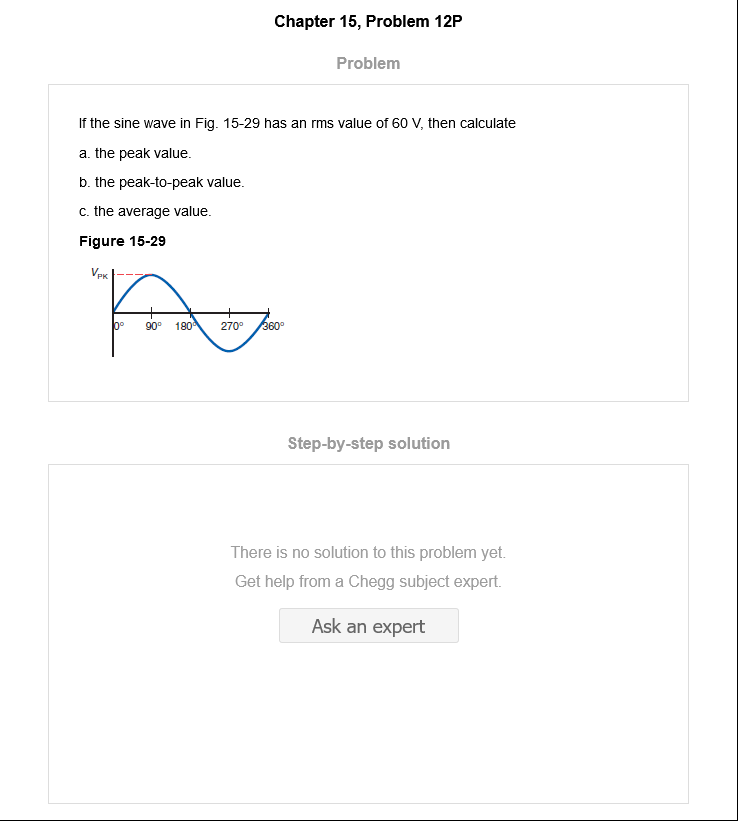 Chapter 15, Problem 12P
Problem
If the sine wave in Fig. 15-29 has an rms value of 60 V, then calculate
a. the peak value.
b. the peak-to-peak value.
c. the average value.
Figure 15-29
VPK
0° 90° 180° 270° 360°
Step-by-step solution
There is no solution to this problem yet.
Get help from a Chegg subject expert.
Ask an expert